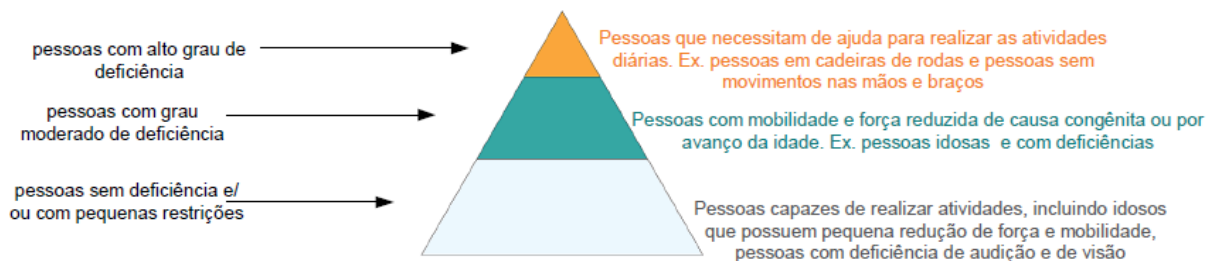 pessoas com alto grau de
deficiência
Pessoas que necessitam de ajuda para realizar as atividades
diárias. Ex. pessoas em cadeiras de rodas e pessoas sem
movimentos nas mãos e braços
pessoas com grau
moderado de deficiência
Pessoas com mobilidade e força reduzida de causa congênita ou por
avanço da idade. Ex. pessoas idosas e com deficiências
pessoas sem deficiência e/
ou com pequenas restrições
Pessoas capazes de realizar atividades, incluindo idosos
que possuem pequena redução de força e mobilidade,
pessoas com deficiência de audição e de visão